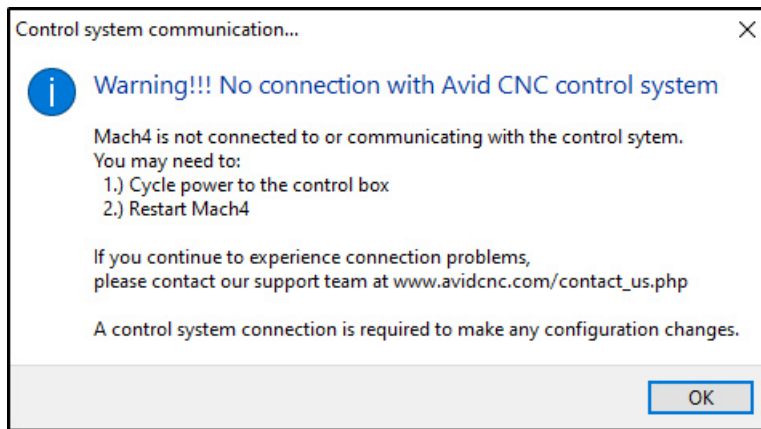 Control system communication...
Warning!!! No connection with Avid CNC control system
Mach4 is not connected to or communicating with the control sytem.
You may need to:
1.) Cycle power to the control box
2.) Restart Mach4
If you continue to experience connection problems,
please contact our support team at www.avidcnc.com/contact_us.php
A control system connection is required to make any configuration changes.
OK